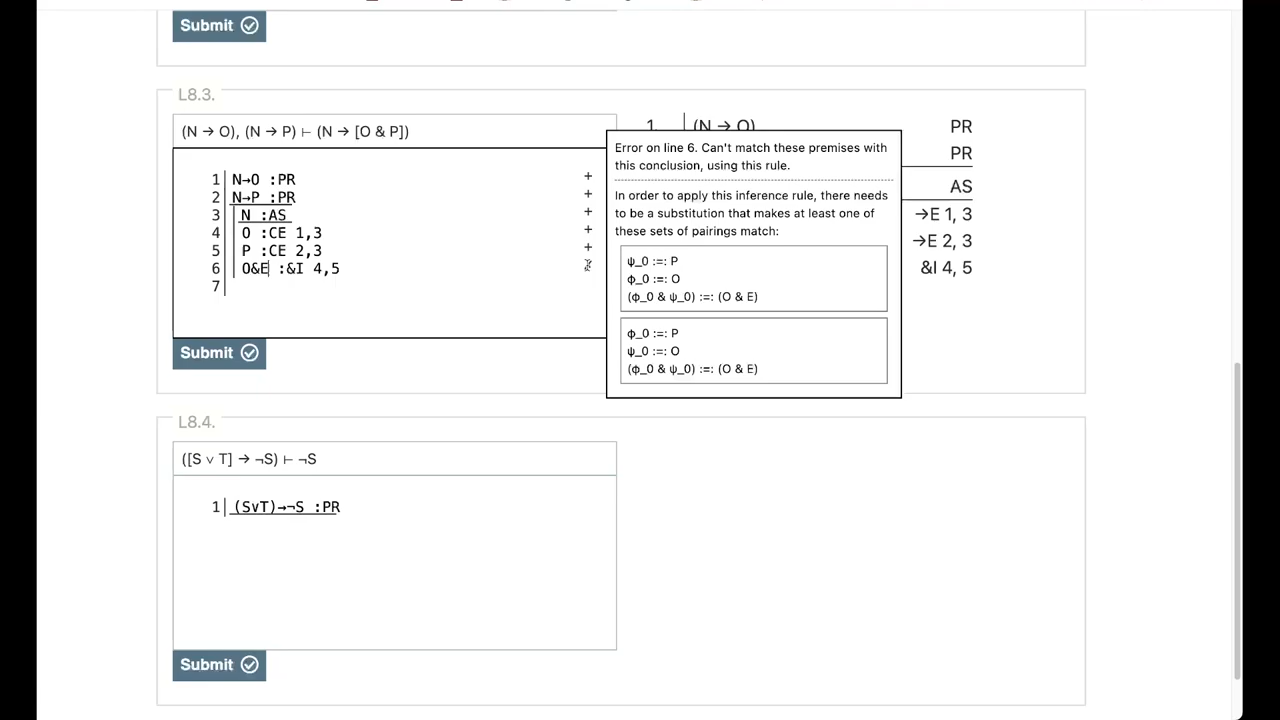 Submit
L8.3.
(N → O), (N → P) ⊢ (N → [O & P])
1 N→O :PR +
2 N→P :PR +
3 N :AS +
4 O :CE 1,3 +
5 P :CE 2,3 +
6 O&E :&I 4,5
7
Submit
1. (N → O) PR
PR
AS
→E 1, 3
→E 2, 3
&I 4, 5
Error on line 6. Can't match these premises with
this conclusion, using this rule.
In order to apply this inference rule, there needs
to be a substitution that makes at least one of
these sets of pairings match:
ψ_0 :=: P
ϕ_0 :=: O
(ϕ_0 & ψ_0) :=: (O & E)
ϕ_0 :=: P
ψ_0 :=: O
(ϕ_0 & ψ_0) :=: (O & E)
L8.4.
([S ∨ T] → ¬S) ⊢ ¬S
1 (S∨T)→¬S :PR
Submit